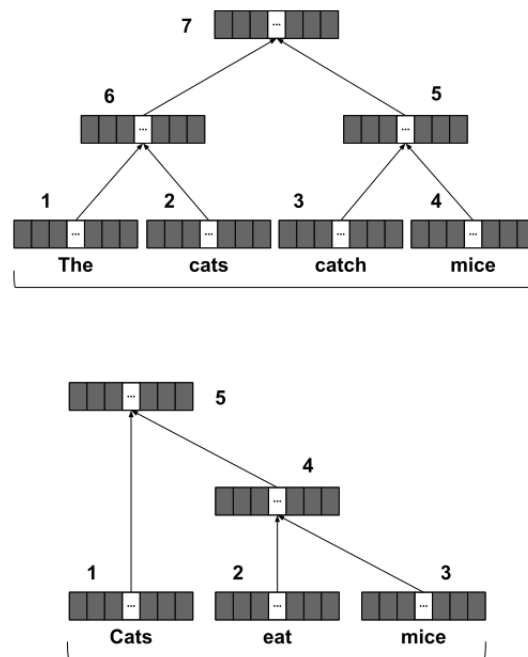 7
...
6 5
... ...
1 2 3 4
... ... ... ...
The cats catch mice
...
5
4
...
1 2 3
... ... ...
Cats eat mice